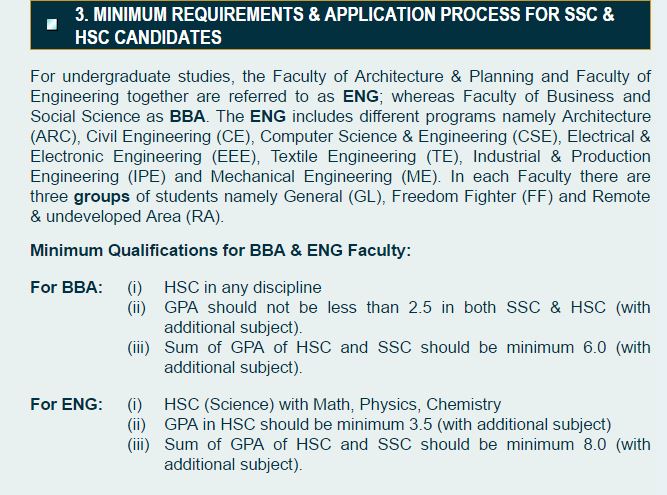 3. MINIMUM REQUIREMENTS & APPLICATION PROCESS FOR SSC &
HSC CANDIDATES
For undergraduate studies, the Faculty of Architecture & Planning and Faculty of
Engineering together are referred to as ENG; whereas Faculty of Business and
Social Science as BBA. The ENG includes different programs namely Architecture
(ARC), Civil Engineering (CE), Computer Science & Engineering (CSE), Electrical &
Electronic Engineering (EEE), Textile Engineering (TE), Industrial & Production
Engineering (IPE) and Mechanical Engineering (ME). In each Faculty there are
three groups of students namely General (GL), Freedom Fighter (FF) and Remote
& undeveloped Area (RA).
Minimum Qualifications for BBA & ENG Faculty:
For BBA: (i) HSC in any discipline
(ii) GPA should not be less than 2.5 in both SSC & HSC (with
additional subject).
(iii) Sum of GPA of HSC and SSC should be minimum 6.0 (with
additional subject).
For ENG: (i) HSC (Science) with Math, Physics, Chemistry
(ii) GPA in HSC should be minimum 3.5 (with additional subject)
(iii) Sum of GPA of HSC and SSC should be minimum 8.0 (with
additional subject).